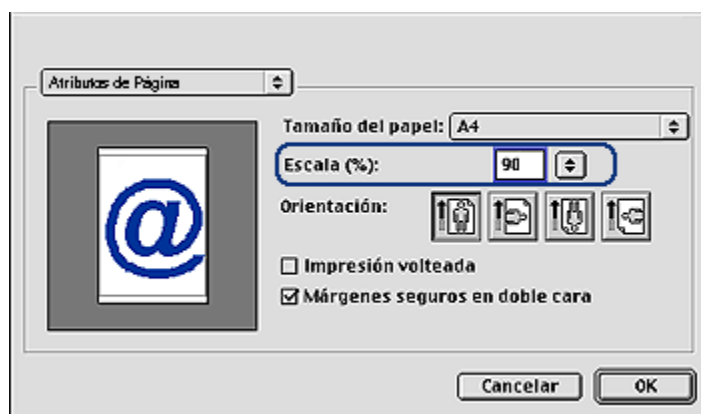 Atributos de Página
Tamaño del papel: A4
Escala (%): 90
Orientación:
@
Impresión volteada
Márgenes seguros en doble cara
Cancelar OK